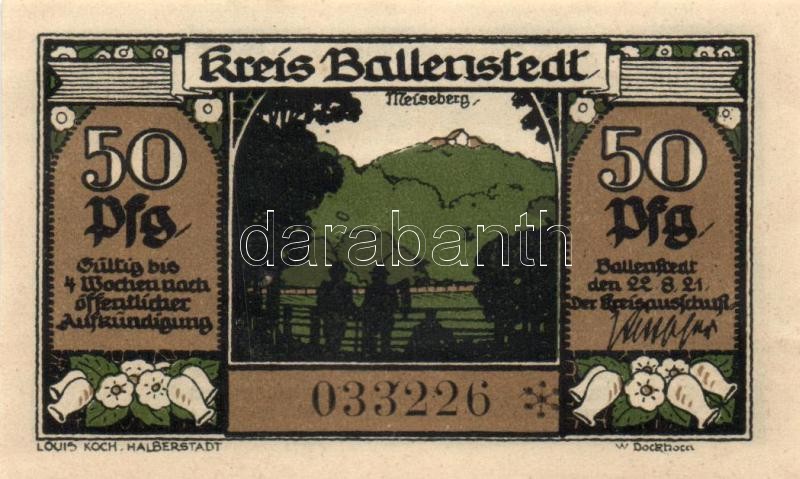 Kreis Ballenstedt
Meiseberg
50
Pfg
Gültig bis
4 Wochen nach
öffentlicher
Aufkündigung
50
Pfg
Ballenstedt
den 22.8.21.
Der Kreisausschuß
darabanth
033226 *
LOUIS KOCH. HALBERSTADT
W Dockhorn